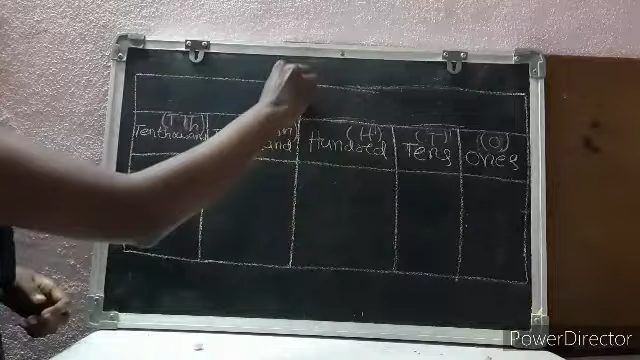 (T Th) (H) (T) (O)
Tenthousand Hundred Tens Ones
PowerDirector